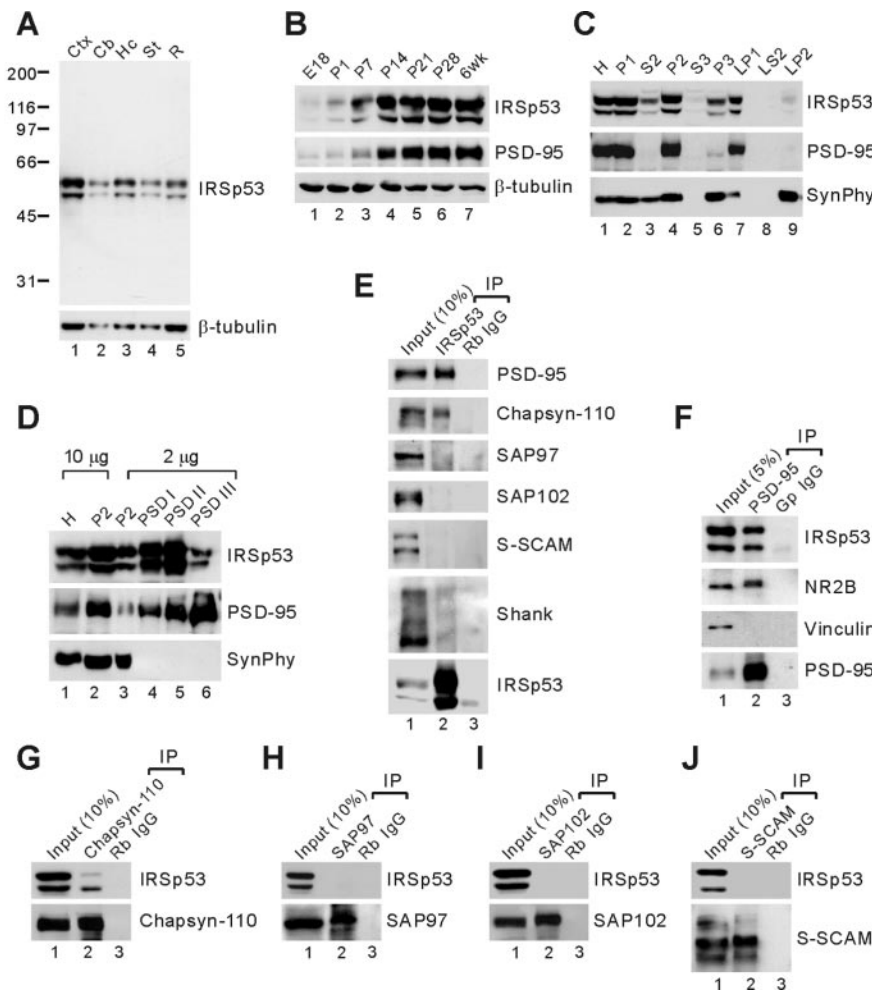 A
Ctx Cb Hc St R
200
116
97
66
45
31
IRSp53
β-tubulin
1 2 3 4 5
B
E18 P1 P7 P14 P21 P28 6wk
IRSp53
PSD-95
β-tubulin
1 2 3 4 5 6 7
C
H P1 S2 P2 S3 P3 LP1 LS2 LP2
IRSp53
PSD-95
SynPhy
1 2 3 4 5 6 7 8 9
D
10 μg 2 μg
H P2 P2 PSD I PSD II PSD III
IRSp53
PSD-95
SynPhy
1 2 3 4 5 6
E
IP
Input (10%) IRSp53 Rb IgG
PSD-95
Chapsyn-110
SAP97
SAP102
S-SCAM
Shank
IRSp53
1 2 3
F
IP
Input (5%) PSD-95 Gp IgG
IRSp53
NR2B
Vinculin
PSD-95
1 2 3
G
IP
Input (10%) Chapsyn-110 Rb IgG
IRSp53
Chapsyn-110
1 2 3
H
IP
Input (10%) SAP97 Rb IgG
IRSp53
SAP97
1 2 3
I
IP
Input (10%) SAP102 Rb IgG
IRSp53
SAP102
1 2 3
J
IP
Input (10%) S-SCAM Rb IgG
IRSp53
S-SCAM
1 2 3